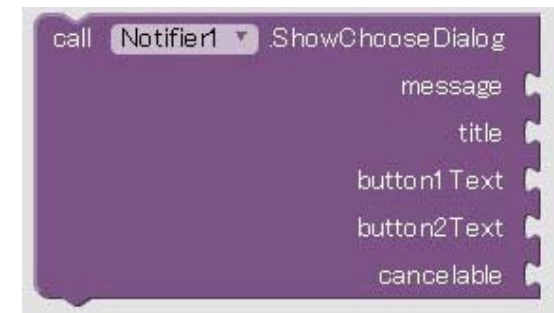 call Notifier1 .ShowChooseDialog
message
title
button1Text
button2Text
cancelable